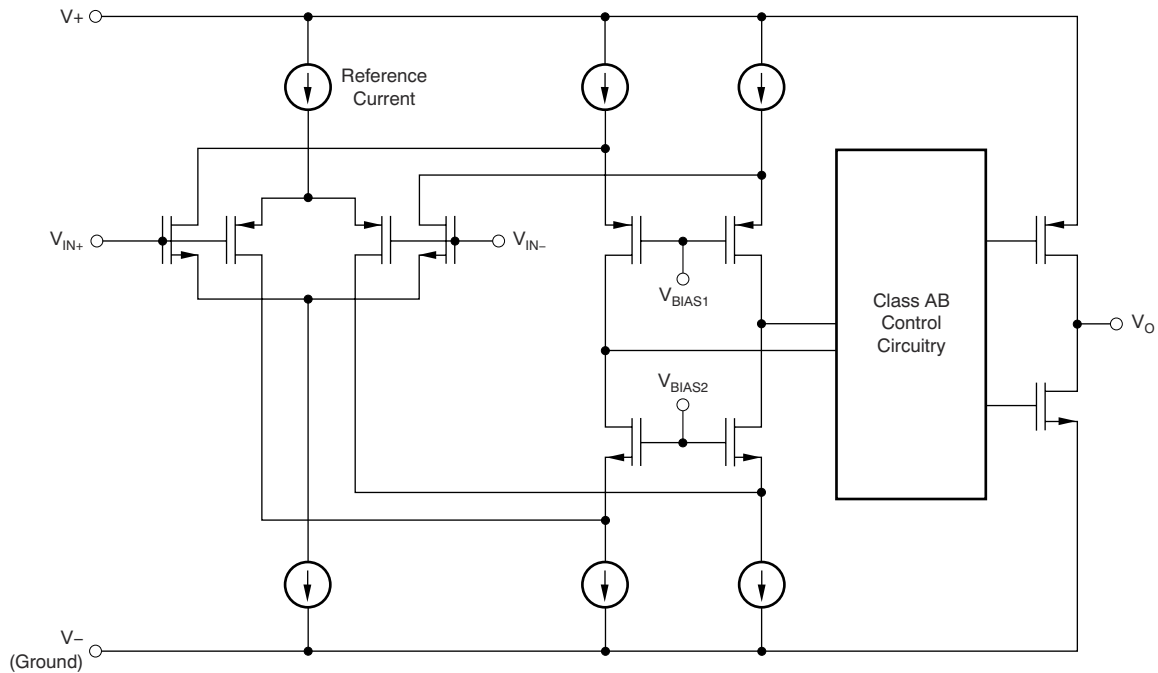 V+
Reference
Current
V_IN+
V_IN−
V_BIAS1
V_BIAS2
Class AB
Control
Circuitry
V_O
V−
(Ground)